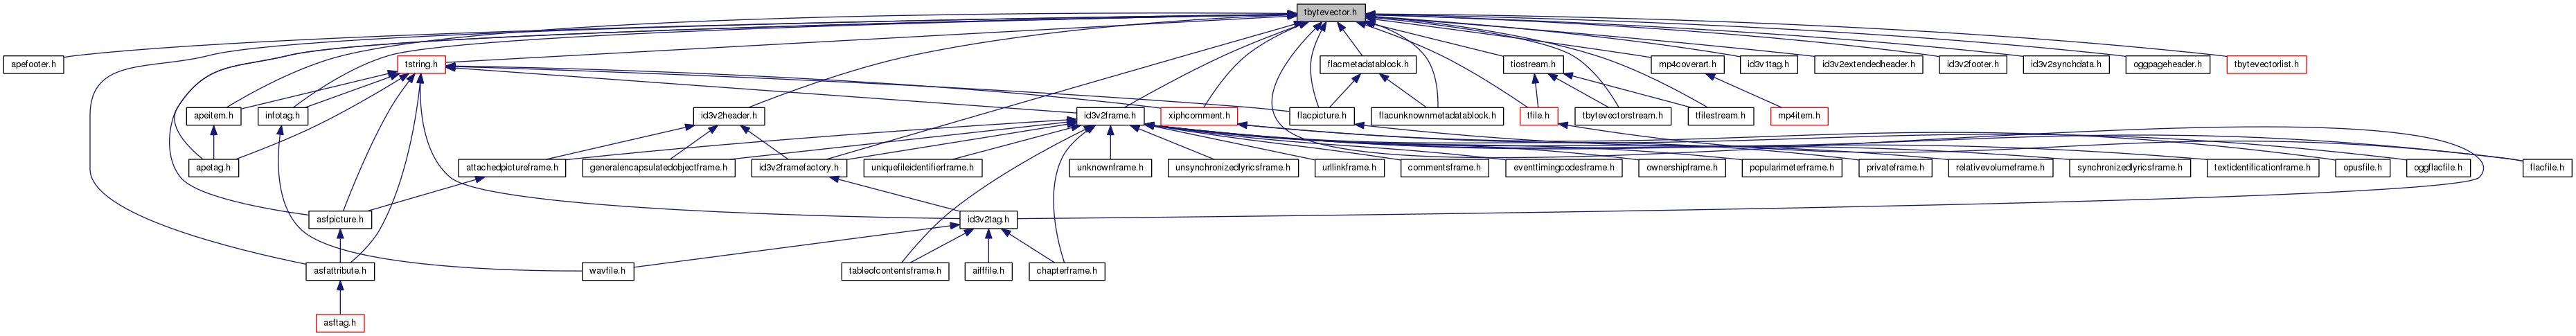 tbytevector.h
apefooter.h
tstring.h
flacmetadatablock.h
tiostream.h
mp4coverart.h
id3v1tag.h
id3v2extendedheader.h
id3v2footer.h
id3v2synchdata.h
oggpageheader.h
tbytevectorlist.h
apeitem.h
infotag.h
id3v2header.h
id3v2frame.h
xiphcomment.h
flacpicture.h
flacunknownmetadatablock.h
tfile.h
tbytevectorstream.h
tfilestream.h
mp4item.h
apetag.h
attachedpictureframe.h
generalencapsulatedobjectframe.h
id3v2framefactory.h
uniquefileidentifierframe.h
unknownframe.h
unsynchronizedlyricsframe.h
urllinkframe.h
commentsframe.h
eventtimingcodesframe.h
ownershipframe.h
popularimeterframe.h
privateframe.h
relativevolumeframe.h
synchronizedlyricsframe.h
textidentificationframe.h
opusfile.h
oggflacfile.h
flacfile.h
asfpicture.h
id3v2tag.h
asfattribute.h
wavfile.h
tableofcontentsframe.h
aifffile.h
chapterframe.h
asftag.h